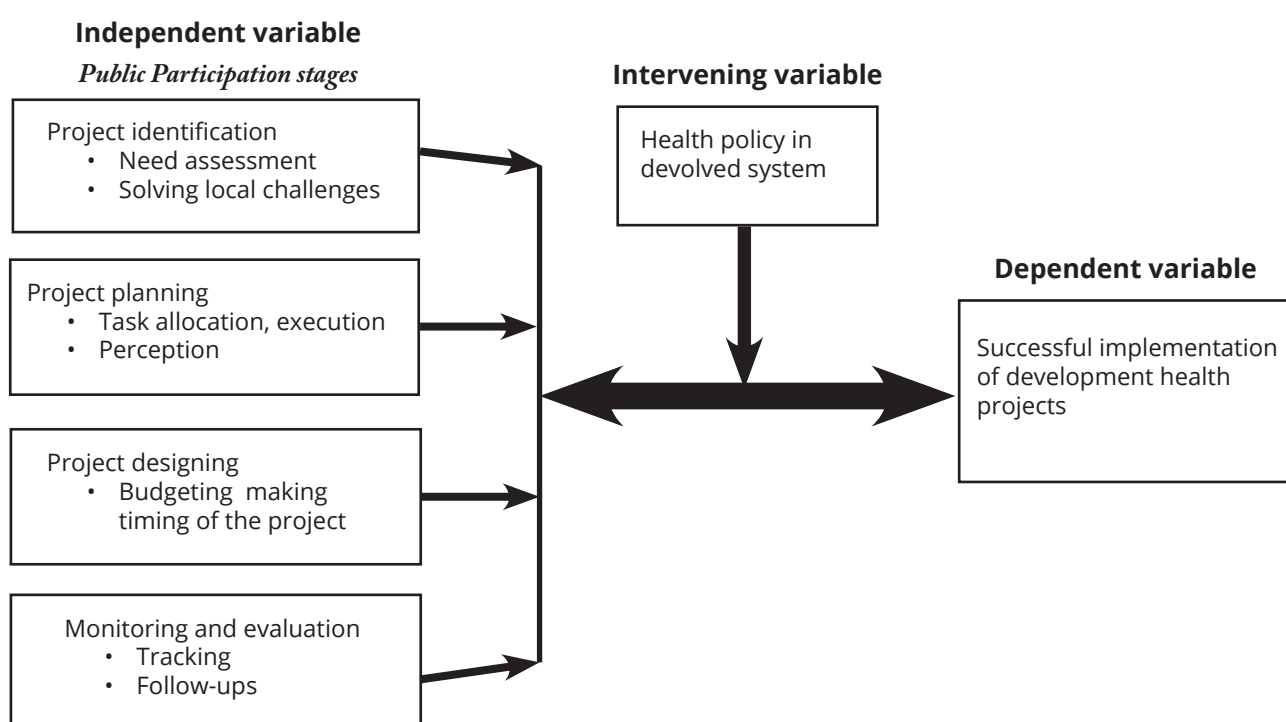 Independent variable
Public Participation stages
Project identification
• Need assessment
• Solving local challenges
Project planning
• Task allocation, execution
• Perception
Project designing
• Budgeting making
timing of the project
Monitoring and evaluation
• Tracking
• Follow-ups
Intervening variable
Health policy in
devolved system
Dependent variable
Successful implementation
of development health
projects